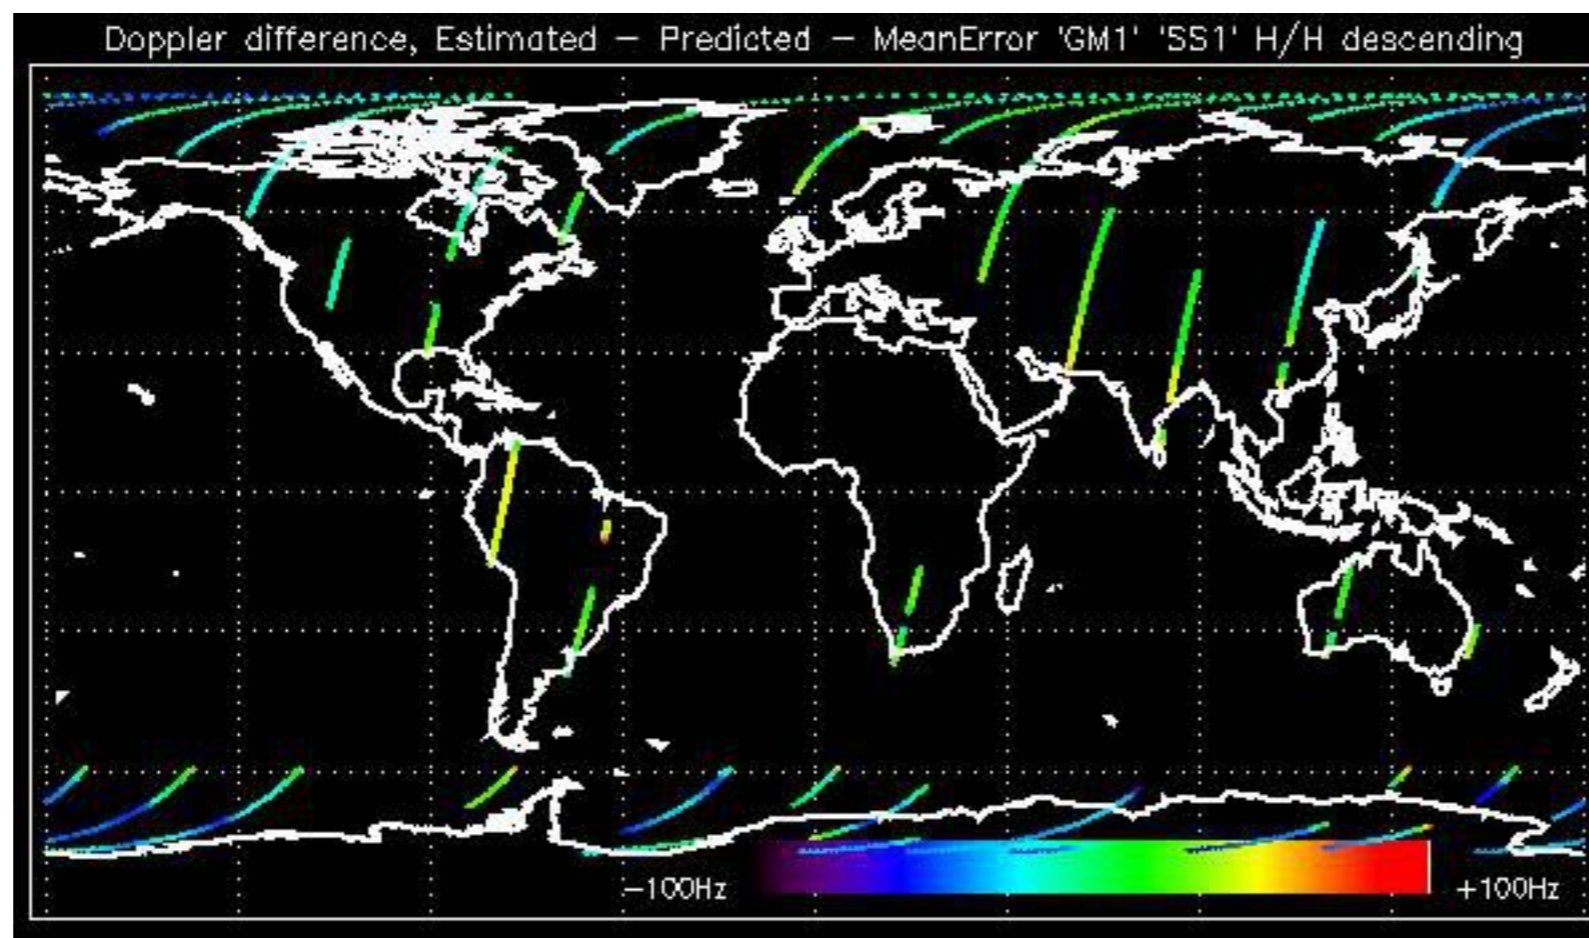 Doppler difference, Estimated – Predicted – MeanError 'GM1' 'SS1' H/H descending
–100Hz +100Hz